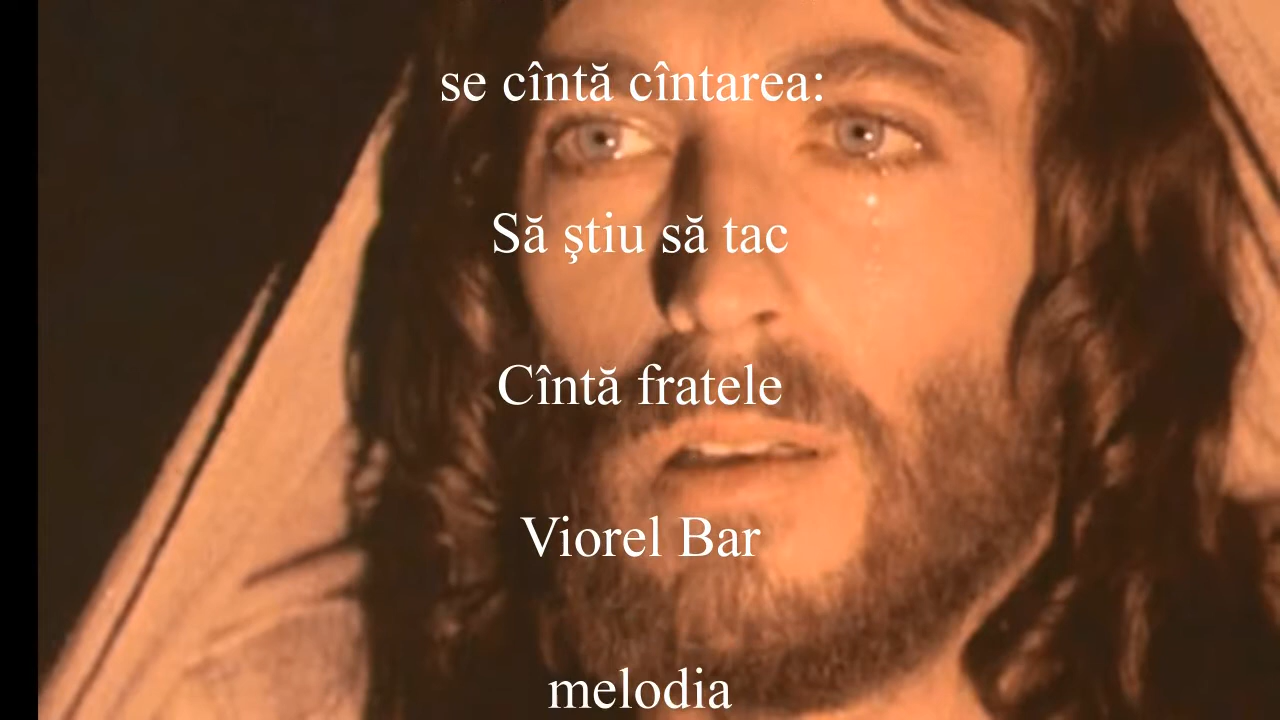 se cîntă cîntarea:
Să ştiu să tac
Cîntă fratele
Viorel Bar
melodia